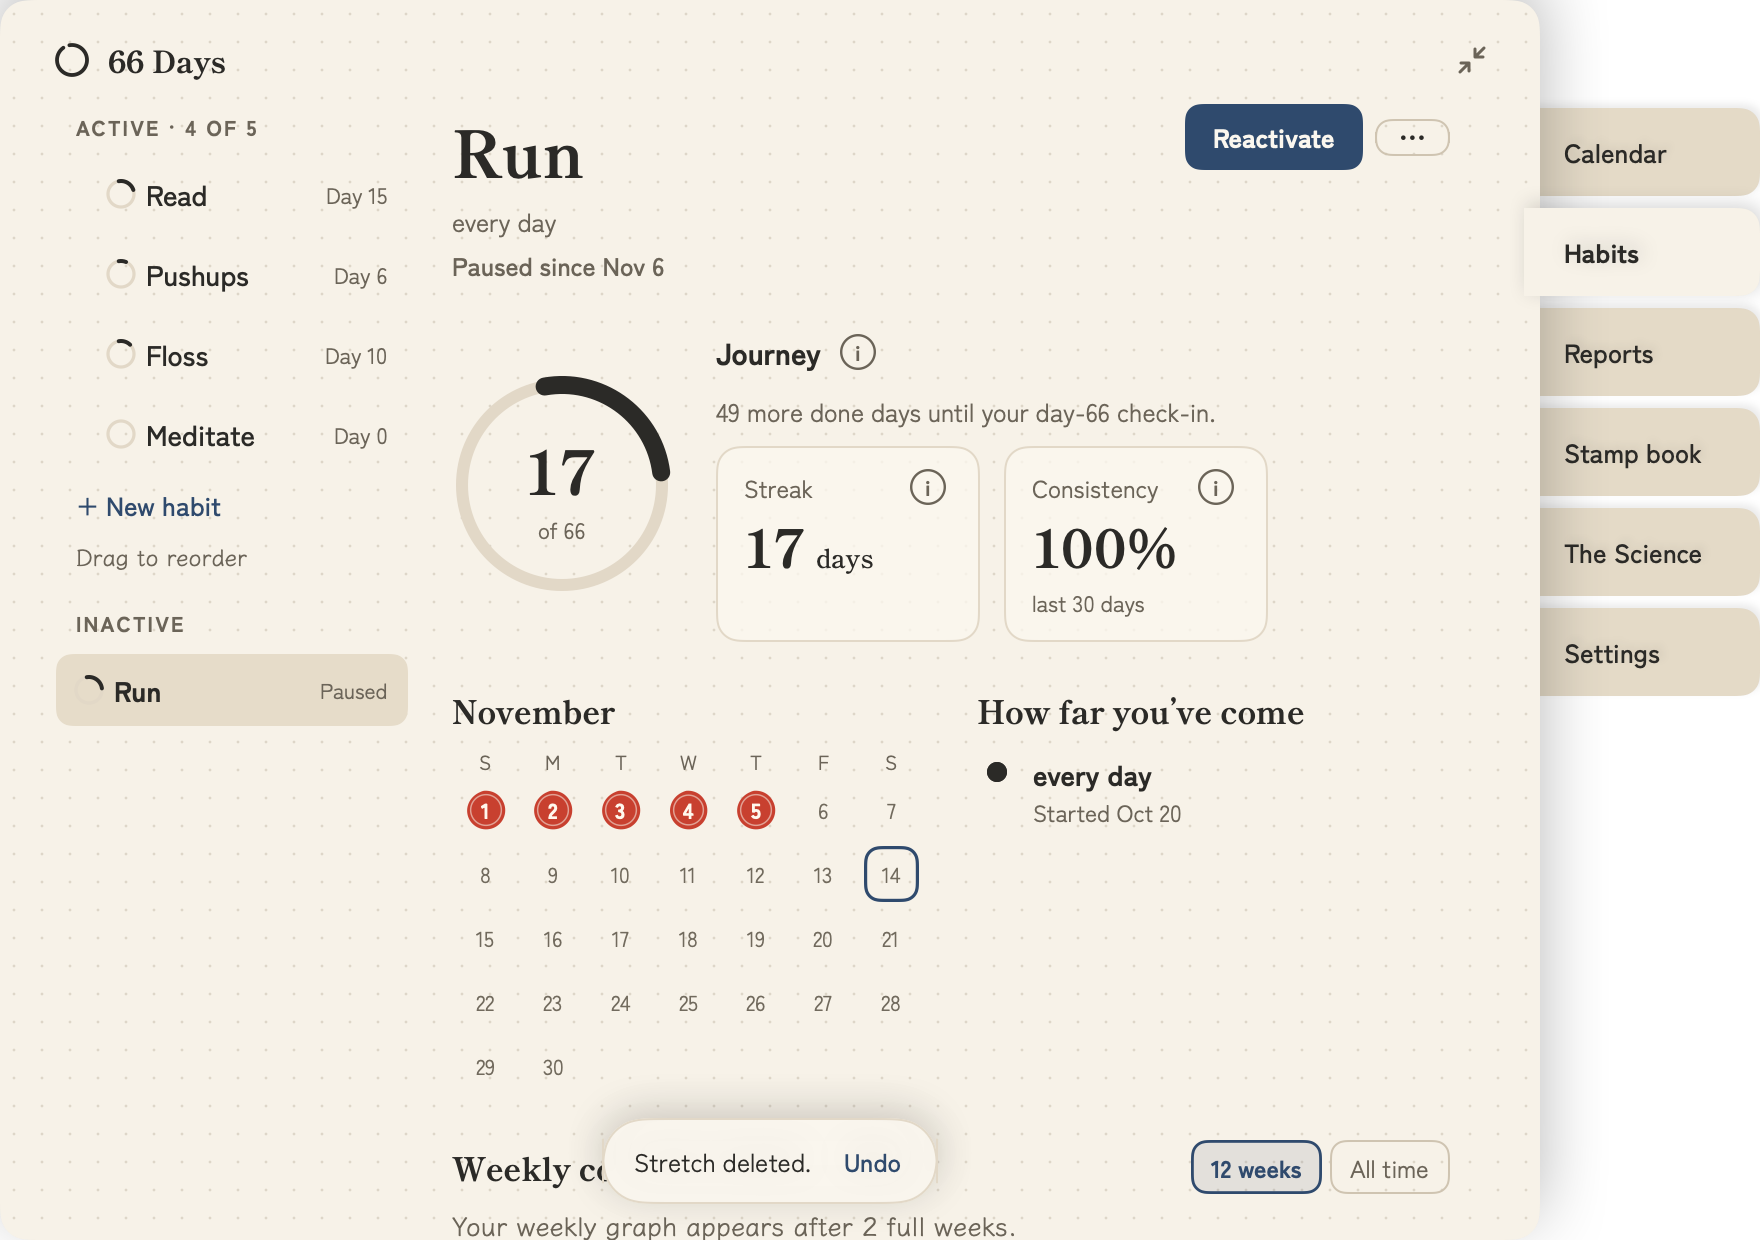 66 Days
ACTIVE · 4 OF 5
Read Day 15
Pushups Day 6
Floss Day 10
Meditate Day 0
+ New habit
Drag to reorder
INACTIVE
Run Paused
Run
every day
Paused since Nov 6
Reactivate
...
17
of 66
Journey i
49 more done days until your day-66 check-in.
Streak i
17 days
Consistency i
100%
last 30 days
November
S M T W T F S
1 2 3 4 5 6 7
8 9 10 11 12 13 14
15 16 17 18 19 20 21
22 23 24 25 26 27 28
29 30
How far you’ve come
every day
Started Oct 20
Weekly
12 weeks All time
Your weekly graph appears after 2 full weeks.
Stretch deleted. Undo
Calendar
Habits
Reports
Stamp book
The Science
Settings